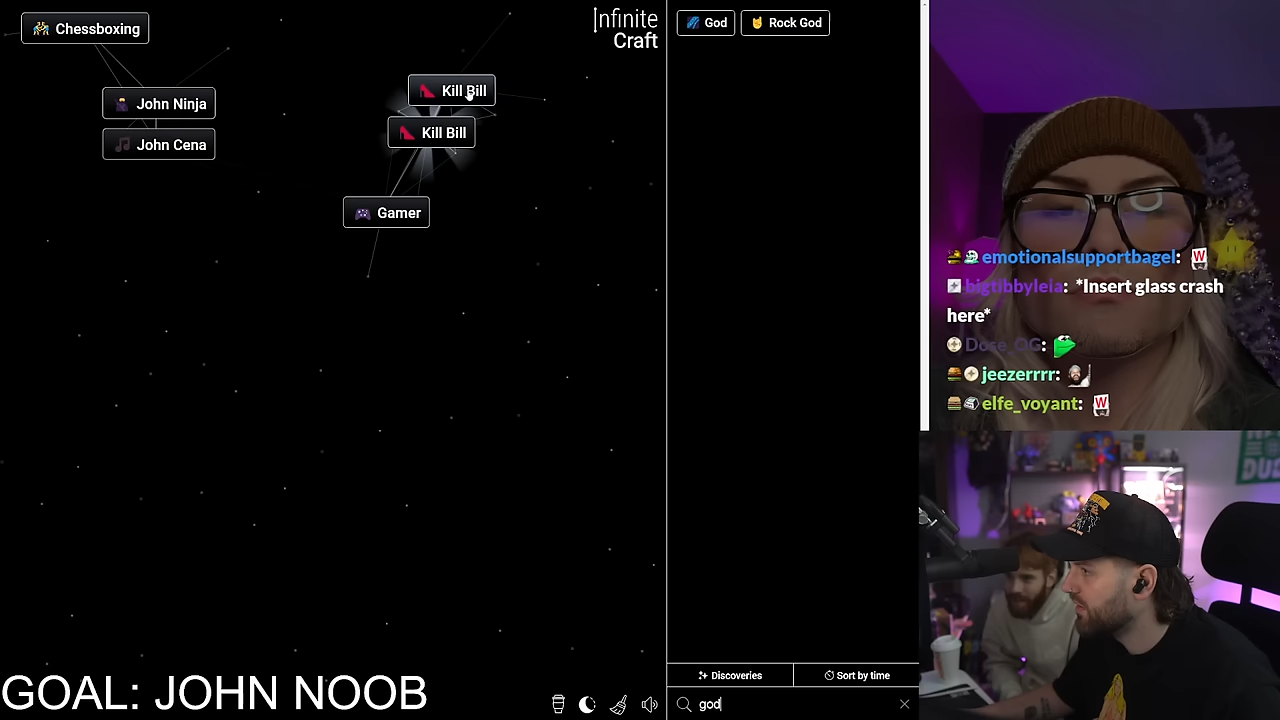 Chessboxing
John Ninja
John Cena
Kill Bill
Kill Bill
Gamer
Infinite
Craft
God
Rock God
Discoveries
Sort by time
god
GOAL: JOHN NOOB
emotionalsupportbagel: W
bigtibbyleia: *Insert glass crash
here*
Dose_OG:
jeezerrrr:
elfe_voyant: W